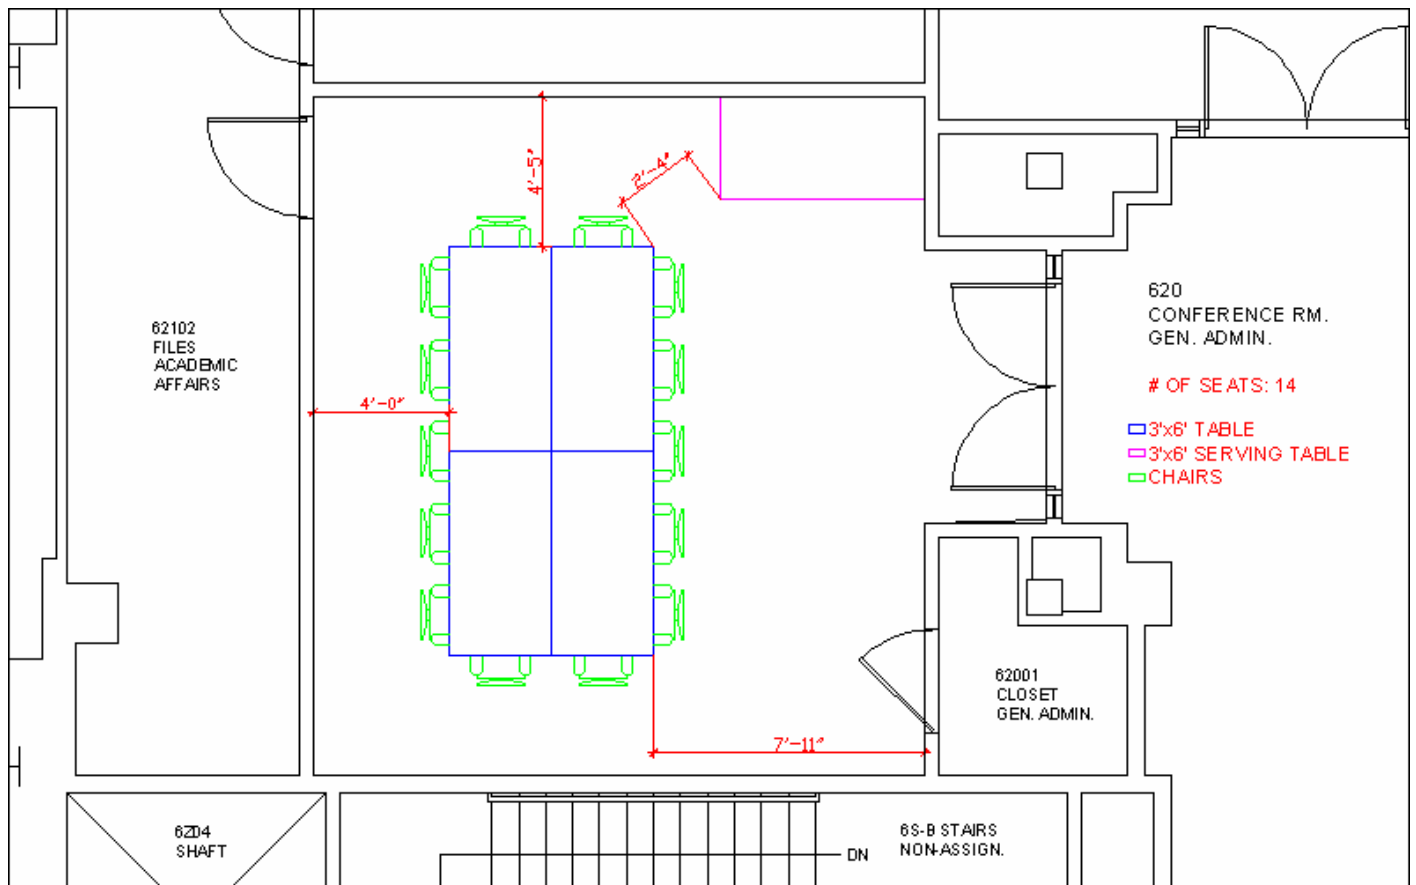 4'-5"
2'-4"
620
CONFERENCE RM.
GEN. ADMIN.
62102
FILES
ACADEMIC
AFFAIRS
# OF SEATS: 14
4'-0"
3'x6' TABLE
3'x6' SERVING TABLE
CHAIRS
62001
CLOSET
GEN. ADMIN.
7'-11"
6Z04
SHAFT
6S-B STAIRS
NON-ASSIGN.
DN